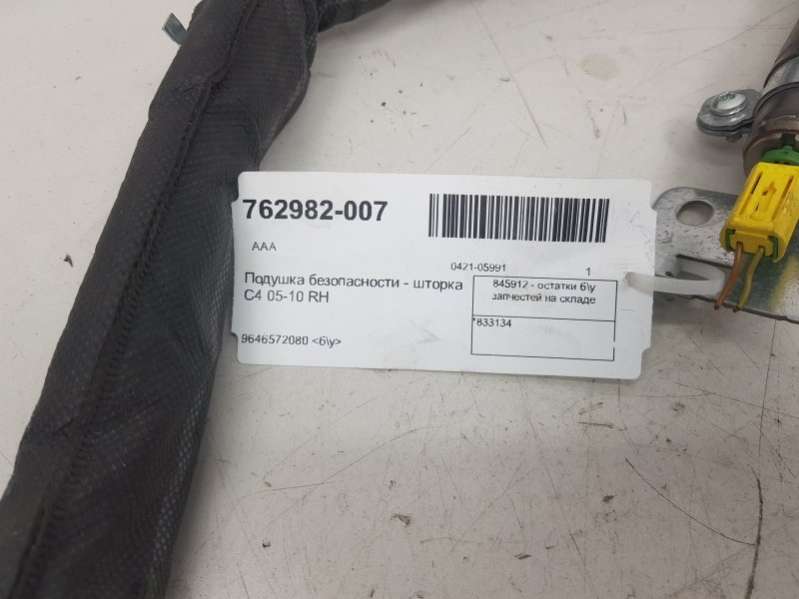 762982-007
AAA
0421-05991 1
Подушка безопасности - шторка
C4 05-10 RH
845912 - остатки б\у
запчестей на складе
*833134
9646572080 <б\у>